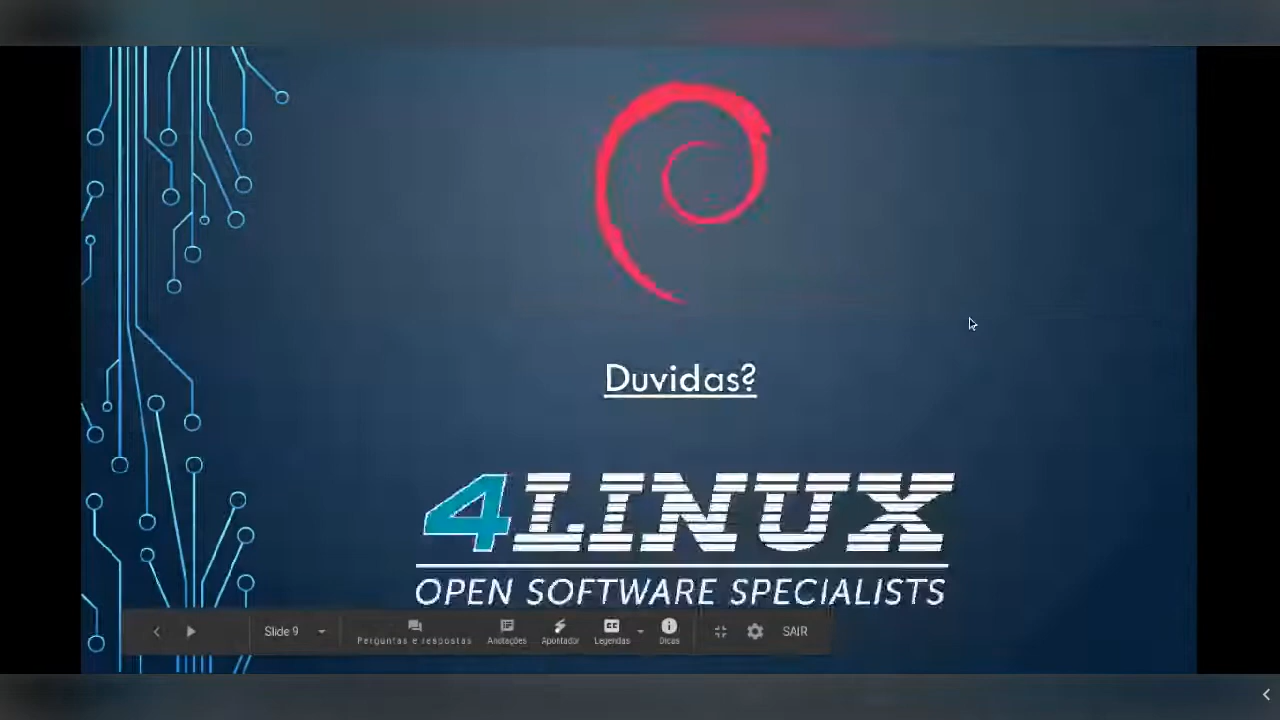 Duvidas?
4LINUX
OPEN SOFTWARE SPECIALISTS
Slide 9
Perguntas e respostas
Anotações
Apontador
Legendas
Dicas
SAIR